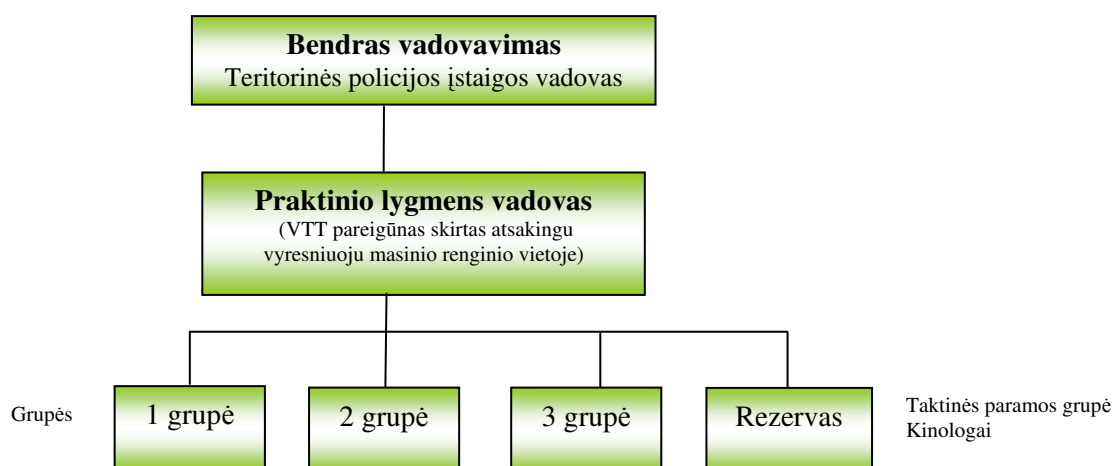 Bendras vadovavimas
Teritorinės policijos įstaigos vadovas
Praktinio lygmens vadovas
(VTT pareigūnas skirtas atsakingu
vyresniuoju masinio renginio vietoje)
Grupės
1 grupė
2 grupė
3 grupė
Rezervas
Taktinės paramos grupė
Kinologai